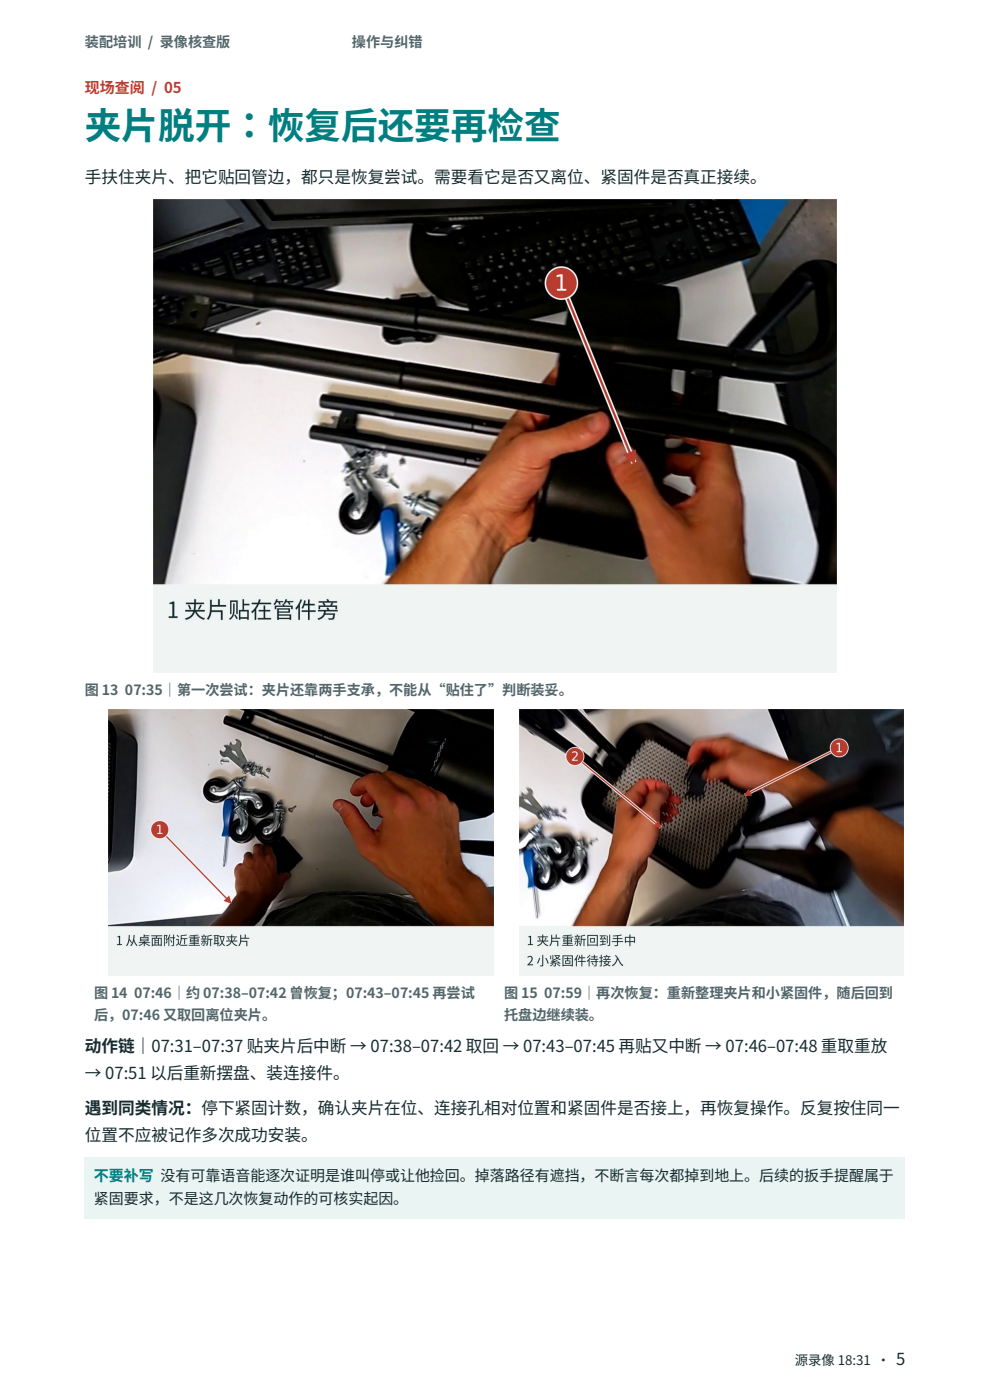 装配培训 / 录像核查版
操作与纠错
现场查阅 / 05
夹片脱开：恢复后还要再检查
手扶住夹片、把它贴回管边，都只是恢复尝试。需要看它是否又离位、紧固件是否真正接续。
SAMSUNG
1
1 夹片贴在管件旁
图 13 07:35｜第一次尝试：夹片还靠两手支承，不能从“贴住了”判断装妥。
1
1 从桌面附近重新取夹片
图 14 07:46｜约 07:38–07:42 曾恢复；07:43–07:45 再尝试
后，07:46 又取回离位夹片。
1
2
1 夹片重新回到手中
2 小紧固件待接入
图 15 07:59｜再次恢复：重新整理夹片和小紧固件，随后回到
托盘边继续装。
动作链｜07:31–07:37 贴夹片后中断 → 07:38–07:42 取回 → 07:43–07:45 再贴又中断 → 07:46–07:48 重取重放
→ 07:51 以后重新摆盘、装连接件。
遇到同类情况：停下紧固计数，确认夹片在位、连接孔相对位置和紧固件是否接上，再恢复操作。反复按住同一
位置不应被记作多次成功安装。
不要补写 没有可靠语音能逐次证明是谁叫停或让他捡回。掉落路径有遮挡，不断言每次都掉到地上。后续的扳手提醒属于
紧固要求，不是这几次恢复动作的可核实起因。
源录像 18:31 · 5